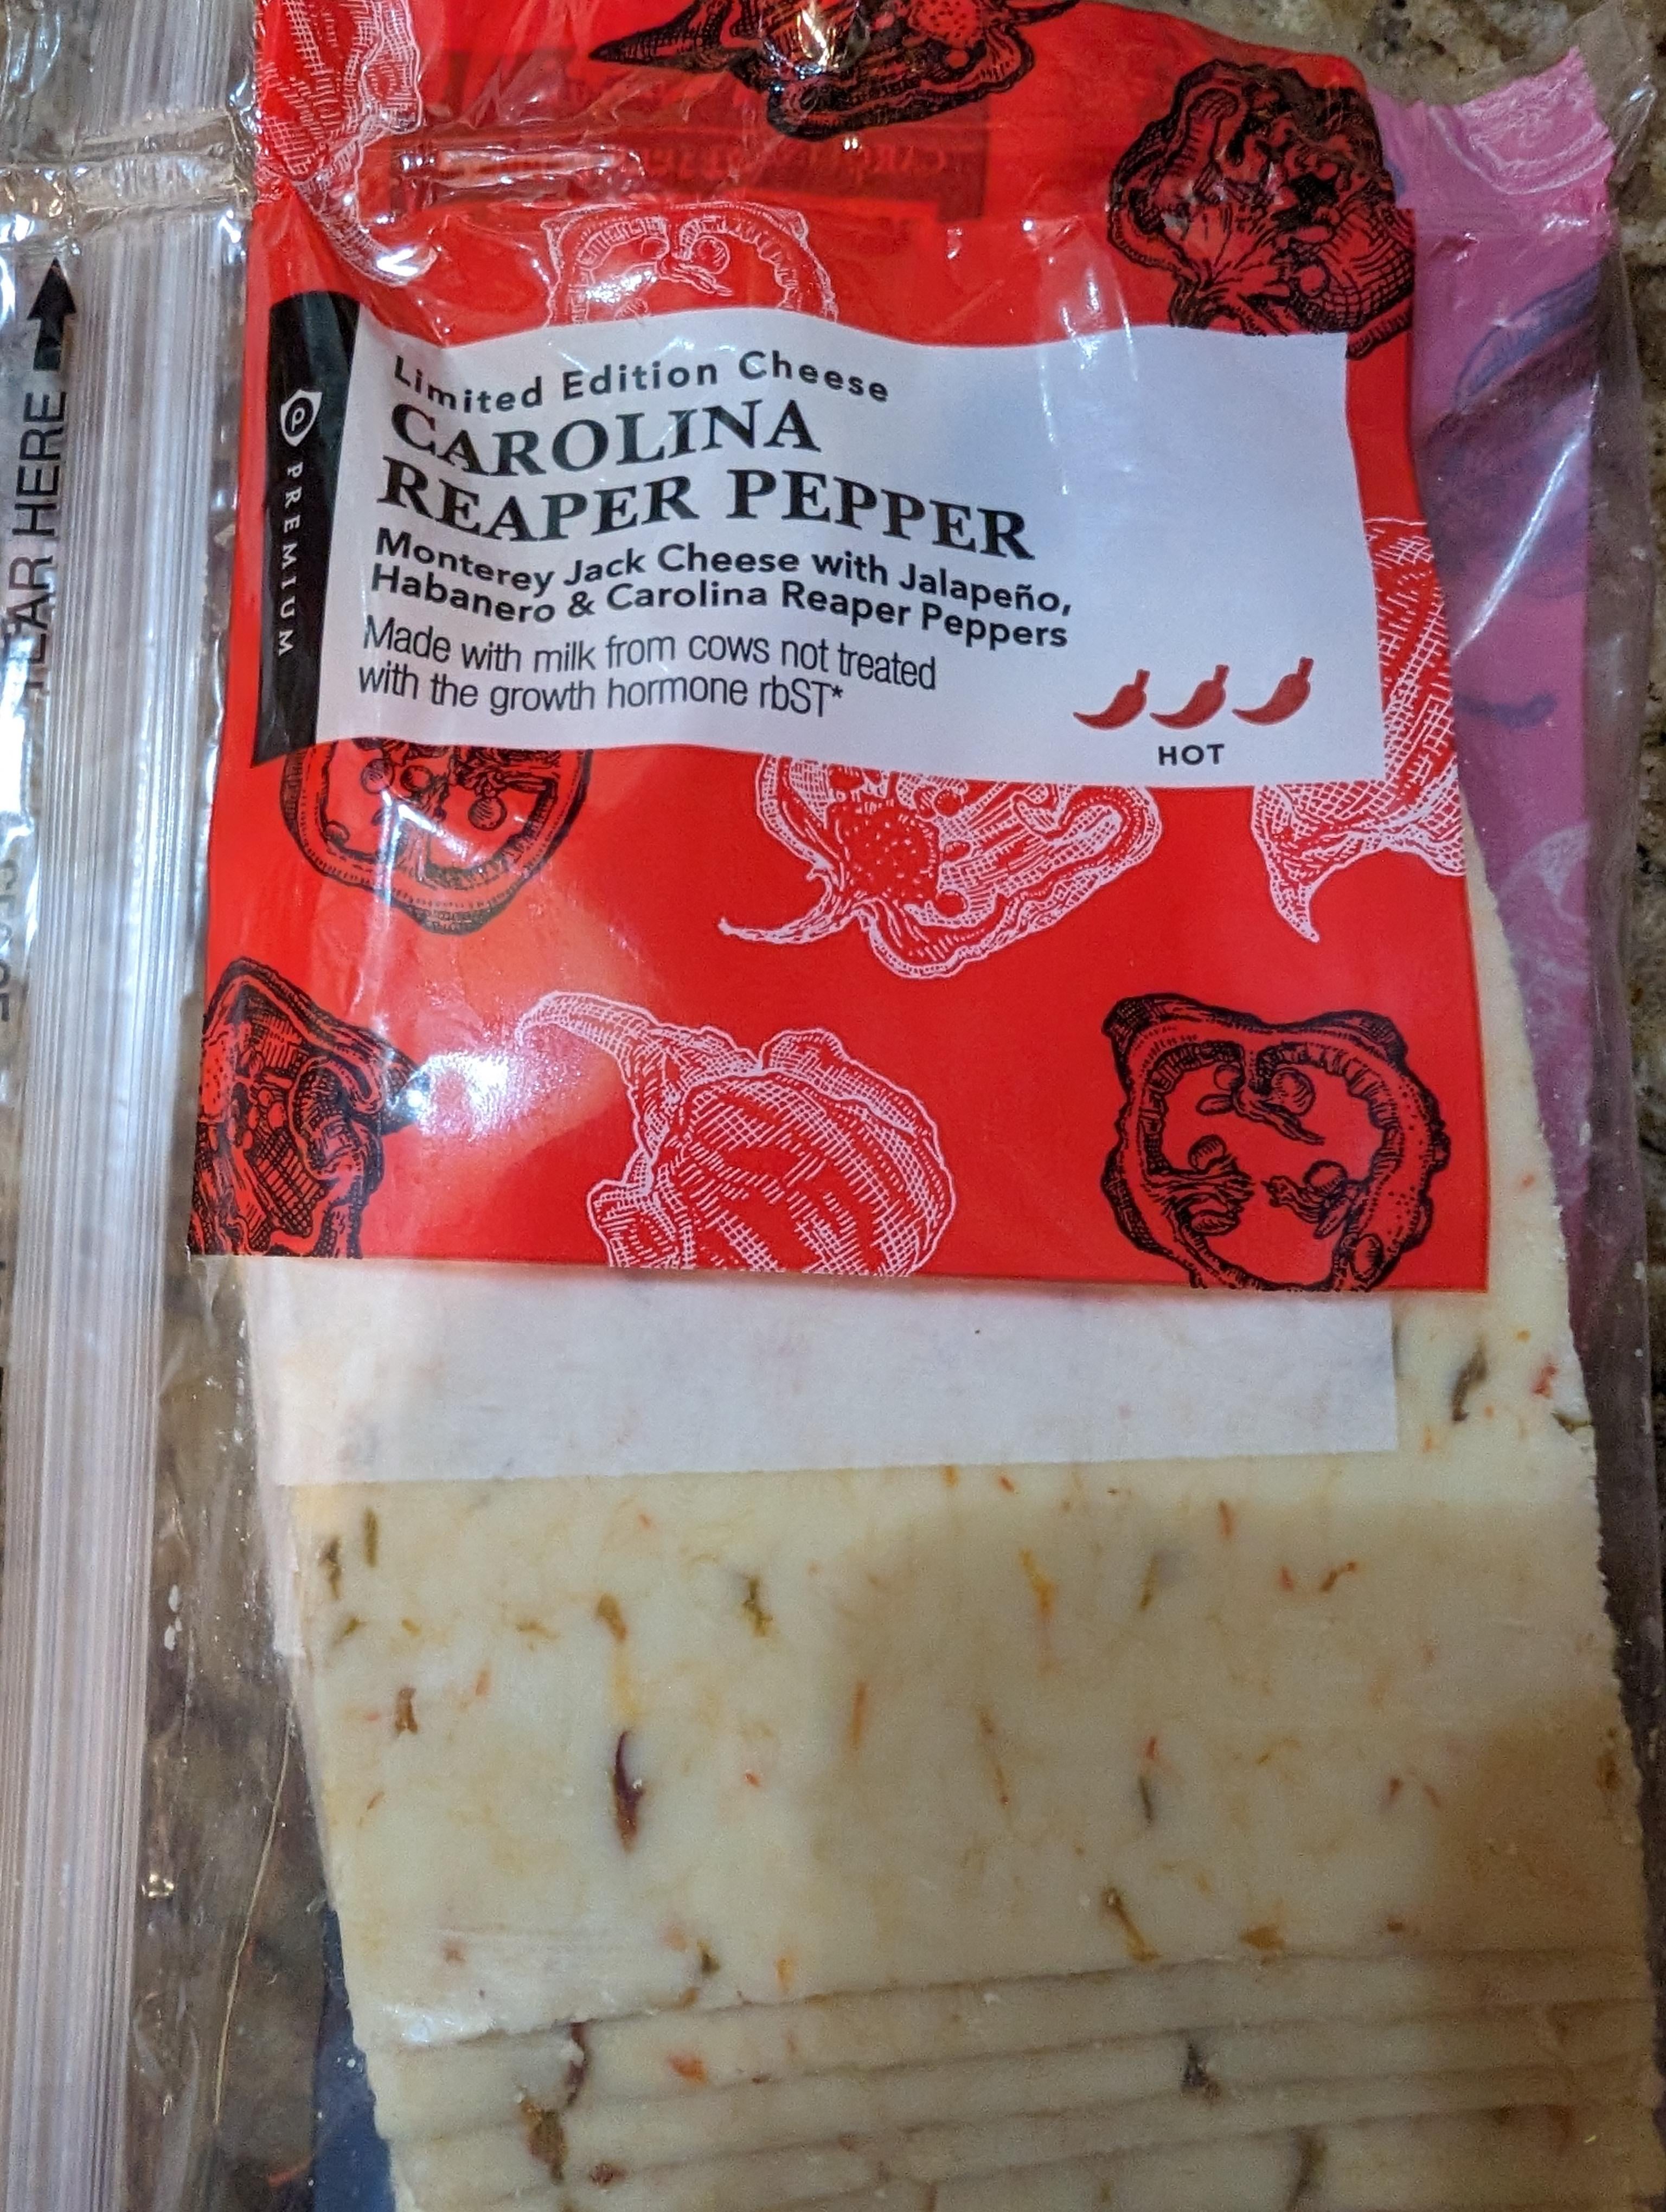 Limited Edition Cheese
CAROLINA
REAPER PEPPER
Monterey Jack Cheese with Jalapeño,
Habanero & Carolina Reaper Peppers
Made with milk from cows not treated
with the growth hormone rbST*
HOT
P PREMIUM
EAR HERE